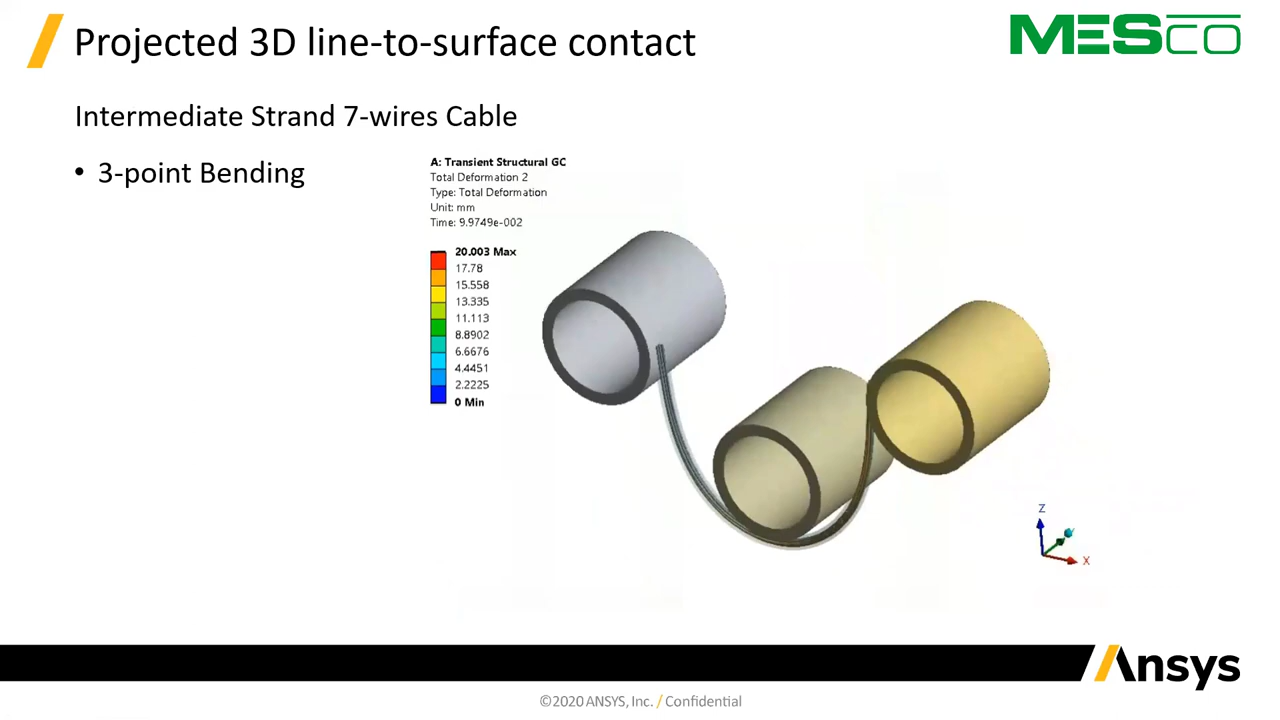 Projected 3D line-to-surface contact
MESCO
Intermediate Strand 7-wires Cable
• 3-point Bending
A: Transient Structural GC
Total Deformation 2
Type: Total Deformation
Unit: mm
Time: 9.9749e-002
20.003 Max
17.78
15.558
13.335
11.113
8.8902
6.6676
4.4451
2.2225
0 Min
Z
X
Ansys
©2020 ANSYS, Inc. / Confidential